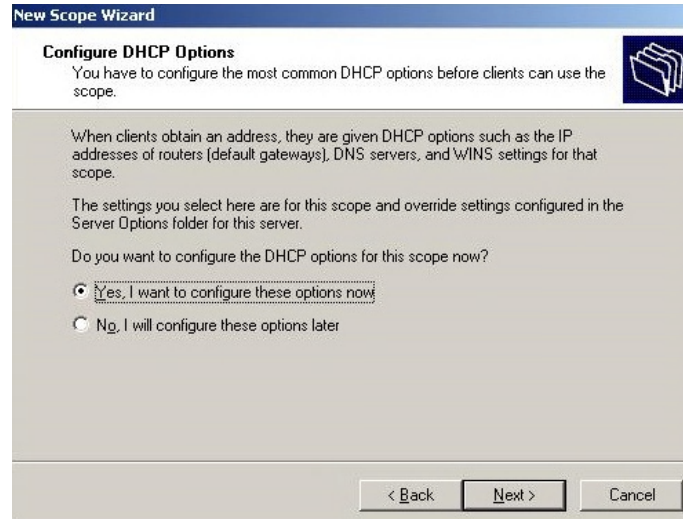 New Scope Wizard
Configure DHCP Options
You have to configure the most common DHCP options before clients can use the
scope.
When clients obtain an address, they are given DHCP options such as the IP
addresses of routers (default gateways), DNS servers, and WINS settings for that
scope.
The settings you select here are for this scope and override settings configured in the
Server Options folder for this server.
Do you want to configure the DHCP options for this scope now?
Yes, I want to configure these options now
No, I will configure these options later
< Back Next > Cancel